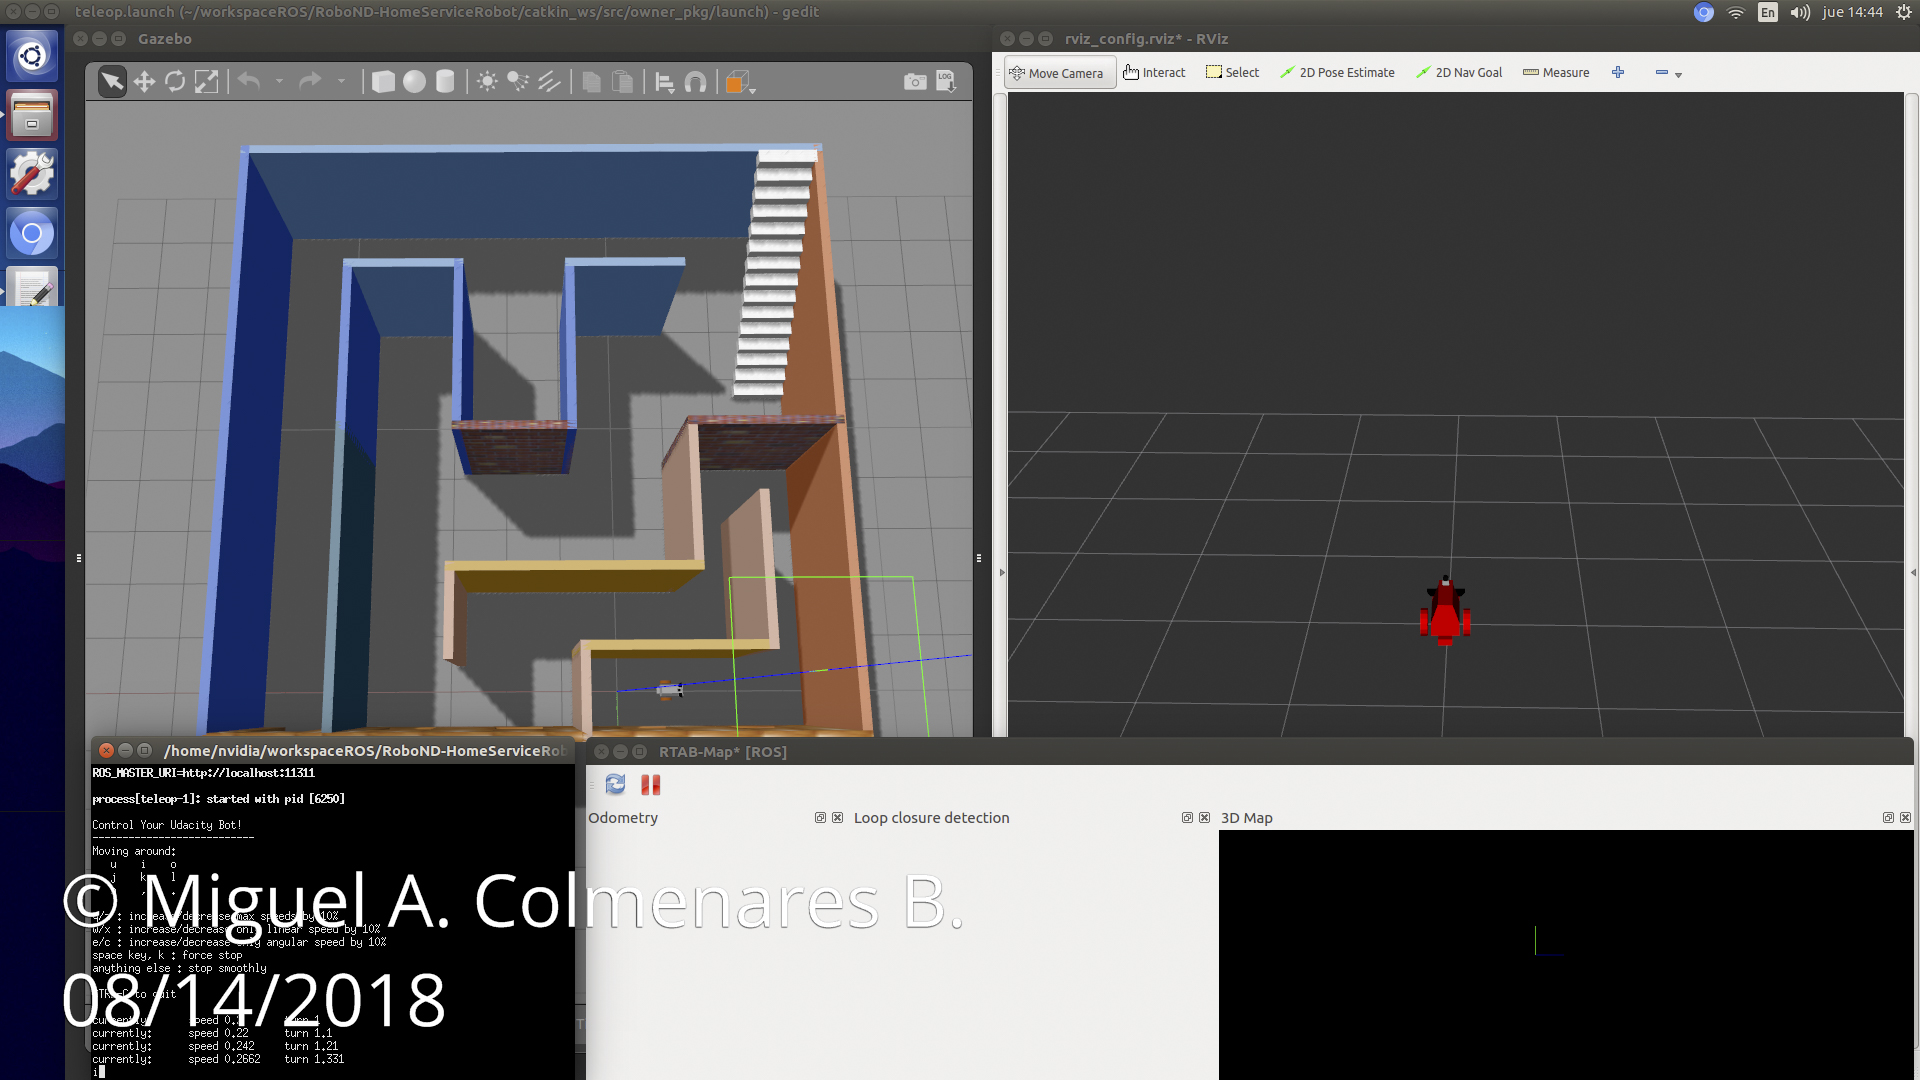 teleop.launch (~/workspaceROS/RoboND-HomeServiceRobot/catkin_ws/src/owner_pkg/launch) - gedit
En
jue 14:44
Gazebo
LOG
rviz_config.rviz* - RViz
Move Camera
Interact
Select
2D Pose Estimate
2D Nav Goal
Measure
/home/nvidia/workspaceROS/RoboND-HomeServiceRob
ROS_MASTER_URI=http://localhost:11311
process[teleop-1]: started with pid [6250]
Control Your Udacity Bot!
---------------------------
Moving around:
u i o
j k l
: increase/decrease max speeds by 10%
w/x : increase/decrease only linear speed by 10%
e/c : increase/decrease only angular speed by 10%
space key, k : force stop
anything else : stop smoothly
to quit
currently: speed turn 1
currently: speed 0.22 turn 1.1
currently: speed 0.242 turn 1.21
currently: speed 0.2662 turn 1.331
i
RTAB-Map* [ROS]
Odometry
Loop closure detection
3D Map
© Miguel A. Colmenares B.
08/14/2018